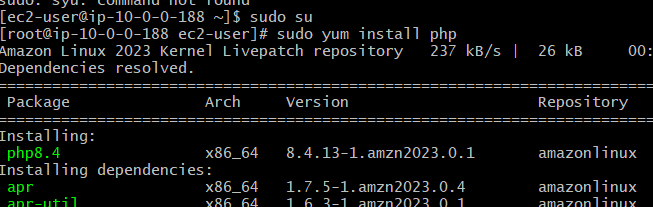 sudo: syu: command not found
[ec2-user@ip-10-0-0-188 ~]$ sudo su
[root@ip-10-0-0-188 ec2-user]# sudo yum install php
Amazon Linux 2023 Kernel Livepatch repository   237 kB/s |  26 kB     00:
Dependencies resolved.
================================================================================
 Package                Arch     Version                     Repository
================================================================================
Installing:
 php8.4                 x86_64   8.4.13-1.amzn2023.0.1       amazonlinux
Installing dependencies:
 apr                    x86_64   1.7.5-1.amzn2023.0.4        amazonlinux
 apr-util               x86_64   1.6.3-1.amzn2023.0.1        amazonlinux